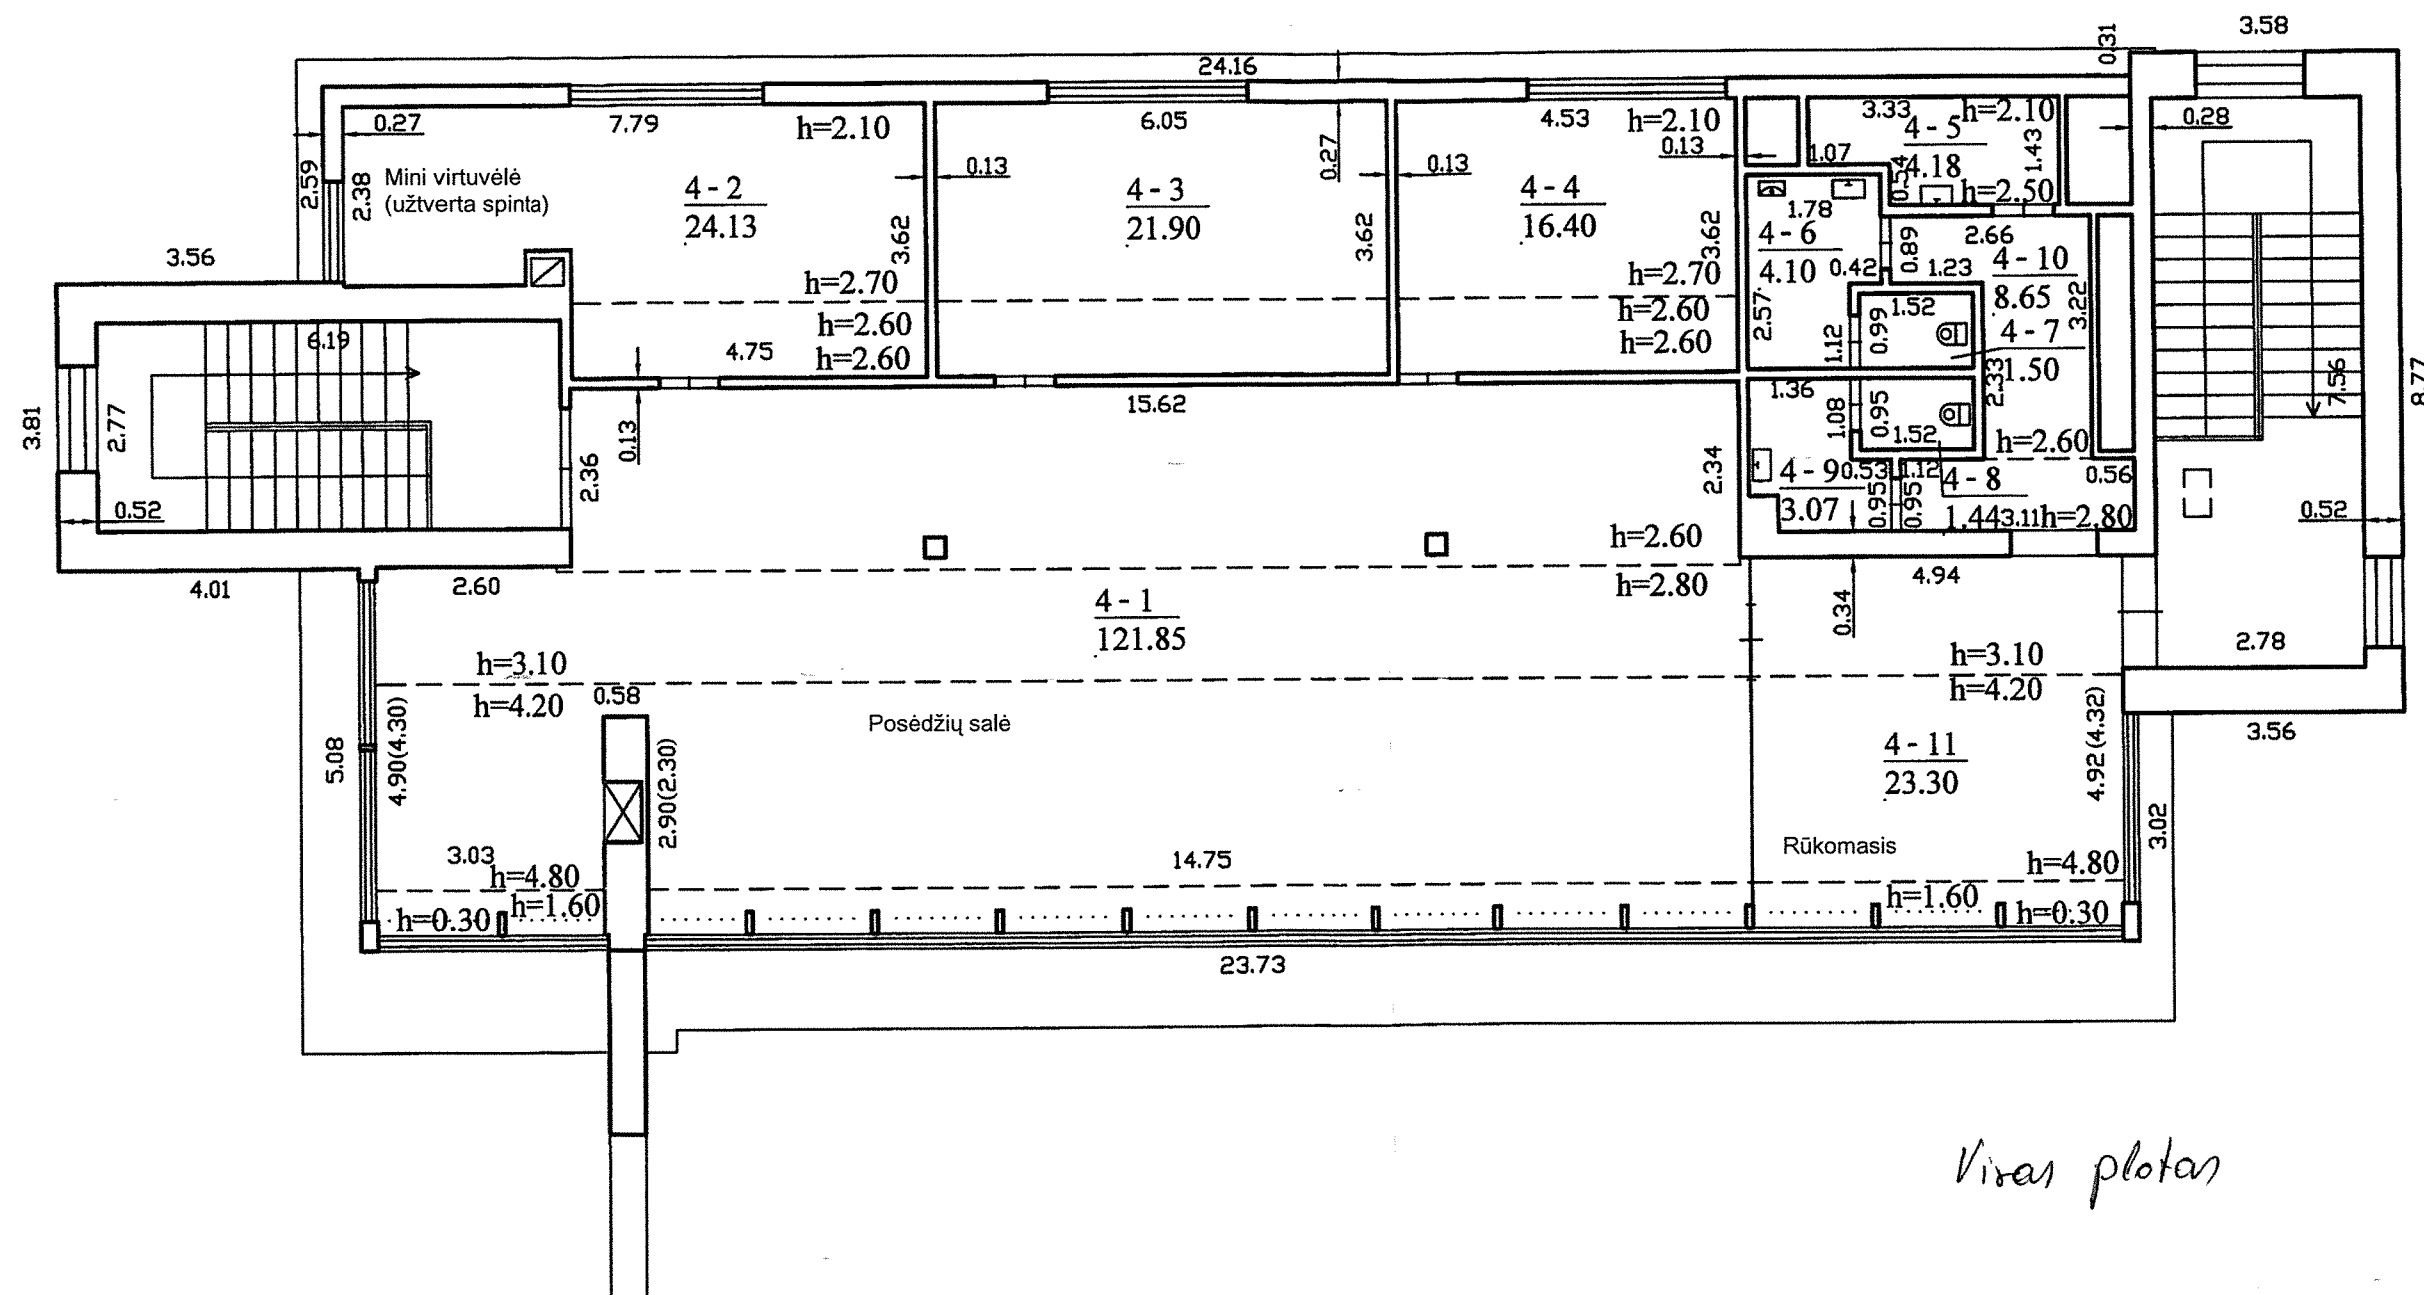 3.58
0.31
24.16
0.27
7.79
h=2.10
6.05
4.53
h=2.10
3.33
h=2.10
4 - 5
4.18
0.28
0.13
1.07
0.54
1.43
h=2.50
2.59
2.38
Mini virtuvėlė
(užtverta spinta)
4 - 2
24.13
0.13
4 - 3
21.90
0.27
0.13
4 - 4
16.40
3.62
3.62
3.62
1.78
4 - 6
4.10
0.42
0.89
2.66
1.23
4 - 10
8.65
3.56
h=2.70
h=2.70
h=2.60
h=2.60
h=2.60
h=2.60
2.57
1.52
0.99
1.12
4 - 7
1.50
3.22
2.33
6.19
4.75
15.62
1.36
1.08
0.95
1.52
7.56
8.77
3.81
2.77
0.13
2.36
2.34
h=2.60
4 - 9
3.07
0.53
1.12
4 - 8
1.44
0.56
0.95
0.95
3.11
h=2.80
0.52
0.52
h=2.60
h=2.80
4.01
2.60
4 - 1
121.85
4.94
0.34
2.78
h=3.10
h=4.20
h=3.10
h=4.20
0.58
Posėdžių salė
3.56
5.08
4.90(4.30)
2.90(2.30)
4 - 11
23.30
4.92(4.32)
3.02
Rūkomasis
3.03
14.75
h=4.80
h=4.80
h=1.60
h=0.30
h=1.60
h=0.30
23.73
Visas plotas